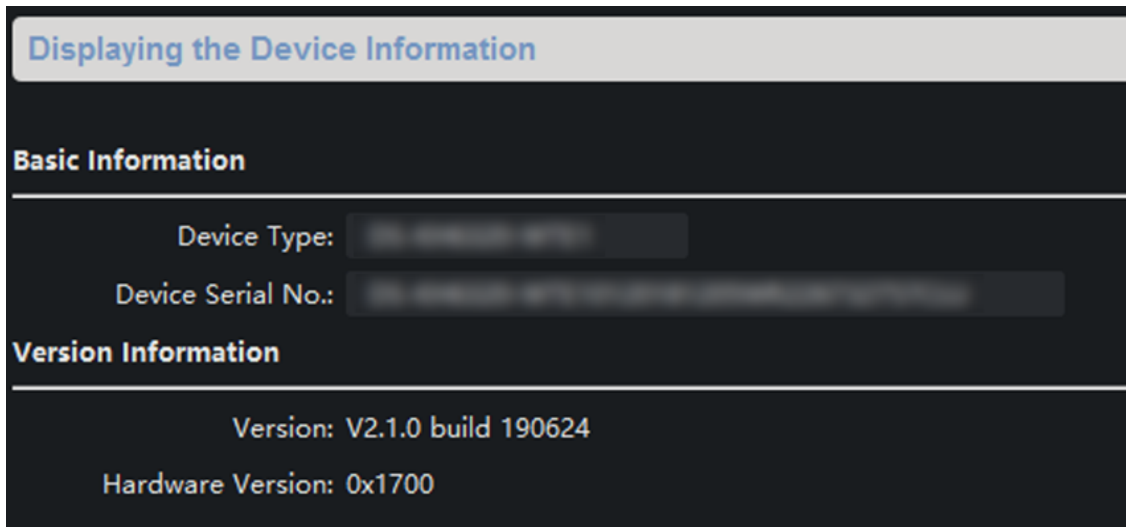 Displaying the Device Information
Basic Information
Device Type:
Device Serial No.:
Version Information
Version: V2.1.0 build 190624
Hardware Version: 0x1700